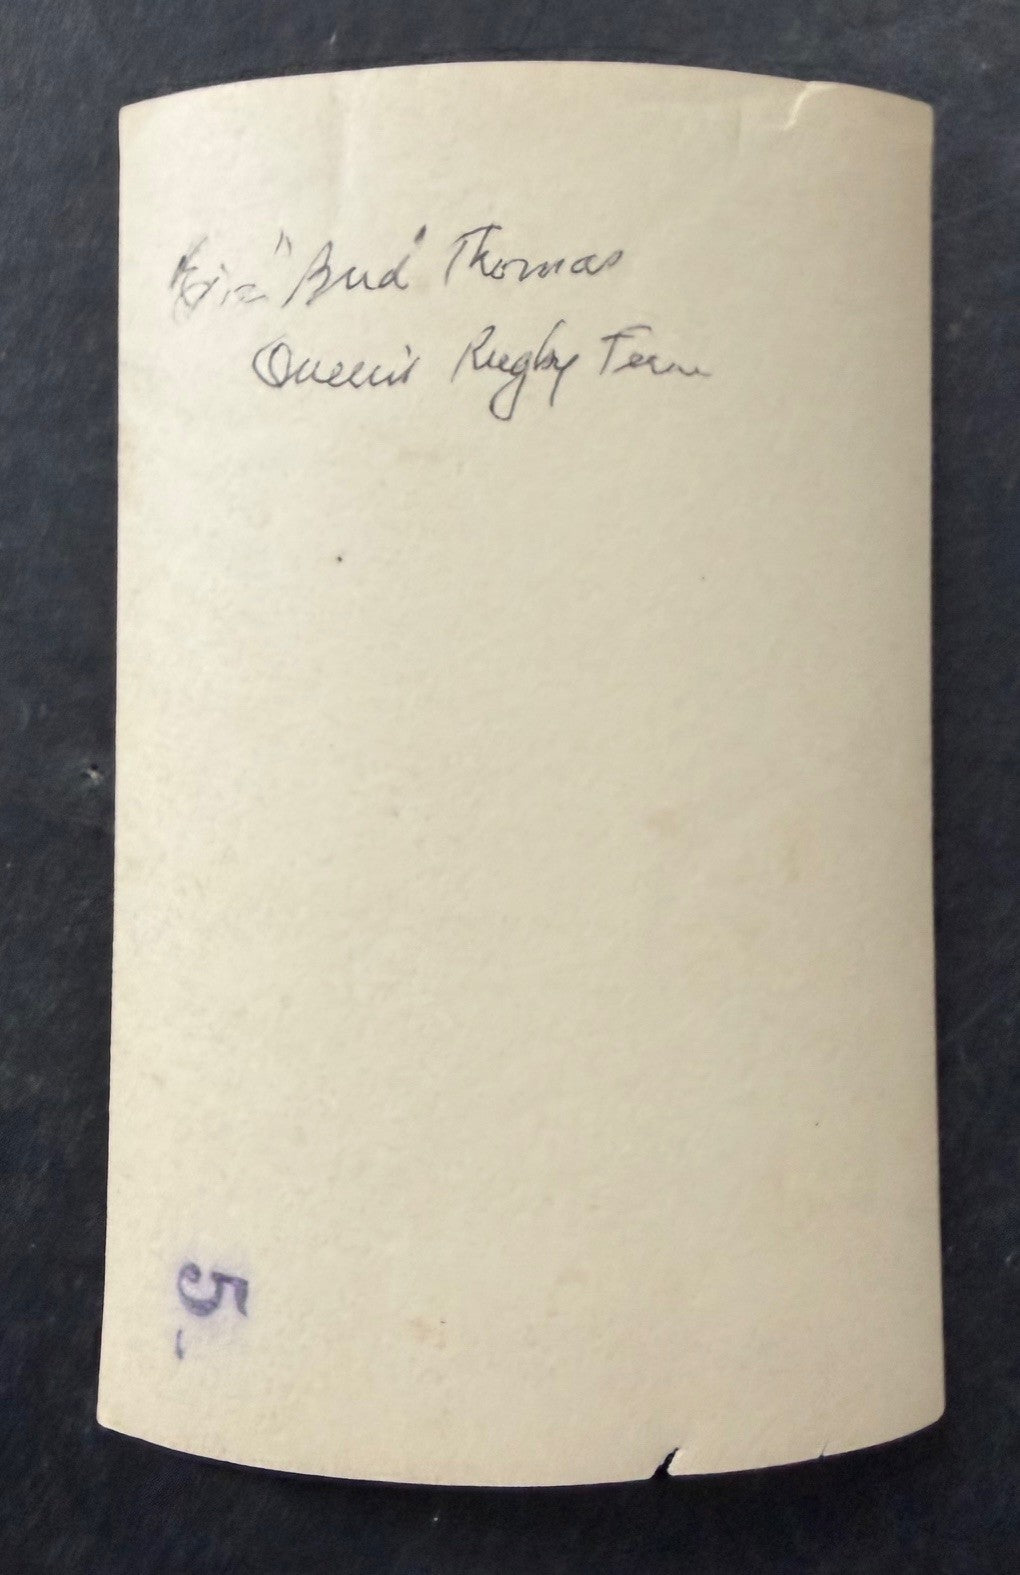 "Bud" Thomas
Queen's Rugby Team
5